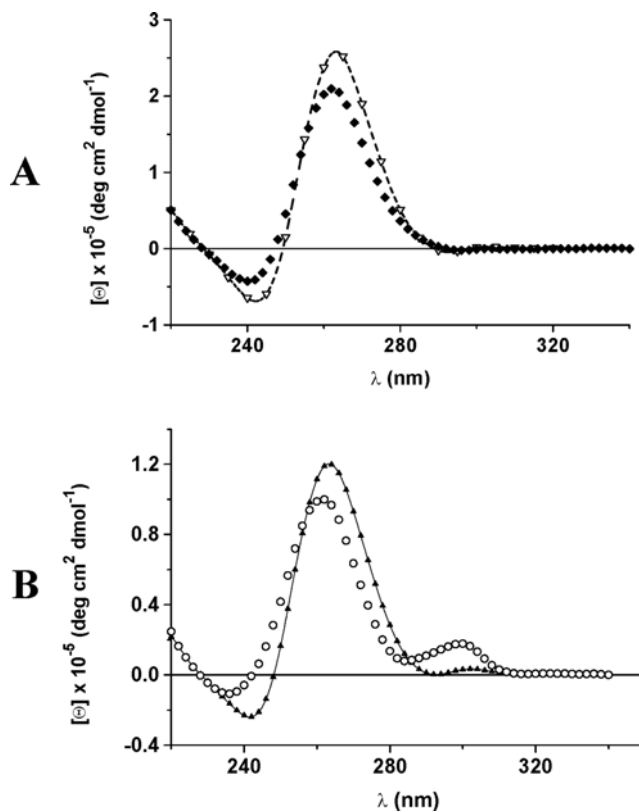 A
[Θ] x 10⁻⁵ (deg cm² dmol⁻¹)
3
2
1
0
-1
240
280
320
λ (nm)
B
[Θ] x 10⁻⁵ (deg cm² dmol⁻¹)
1.2
0.8
0.4
0.0
-0.4
240
280
320
λ (nm)